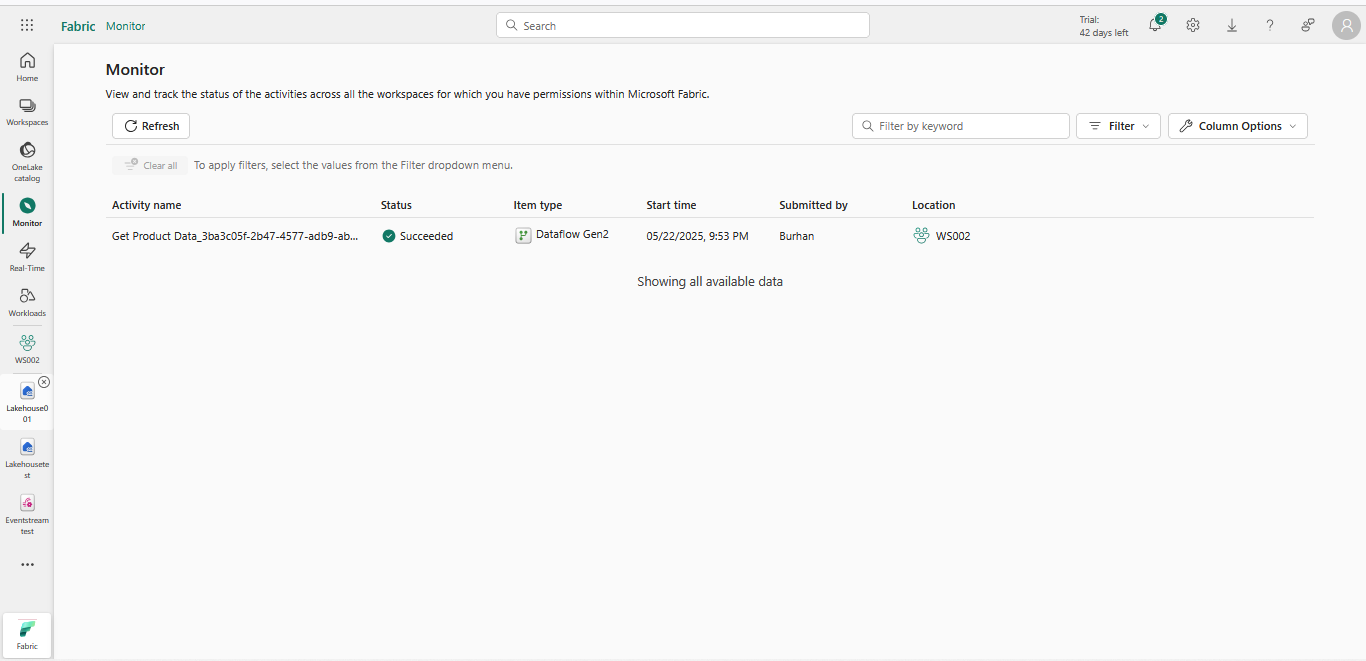 Fabric Monitor
Search
Trial:
42 days left
2
Home
Workspaces
OneLake
catalog
Monitor
Real-Time
Workloads
WS002
Lakehouse0
01
Lakehousete
st
Eventstream
test
Fabric
Monitor
View and track the status of the activities across all the workspaces for which you have permissions within Microsoft Fabric.
Refresh
Filter by keyword
Filter
Column Options
Clear all
To apply filters, select the values from the Filter dropdown menu.
Activity name Status Item type Start time Submitted by Location
Get Product Data_3ba3c05f-2b47-4577-adb9-ab... Succeeded Dataflow Gen2 05/22/2025, 9:53 PM Burhan WS002
Showing all available data